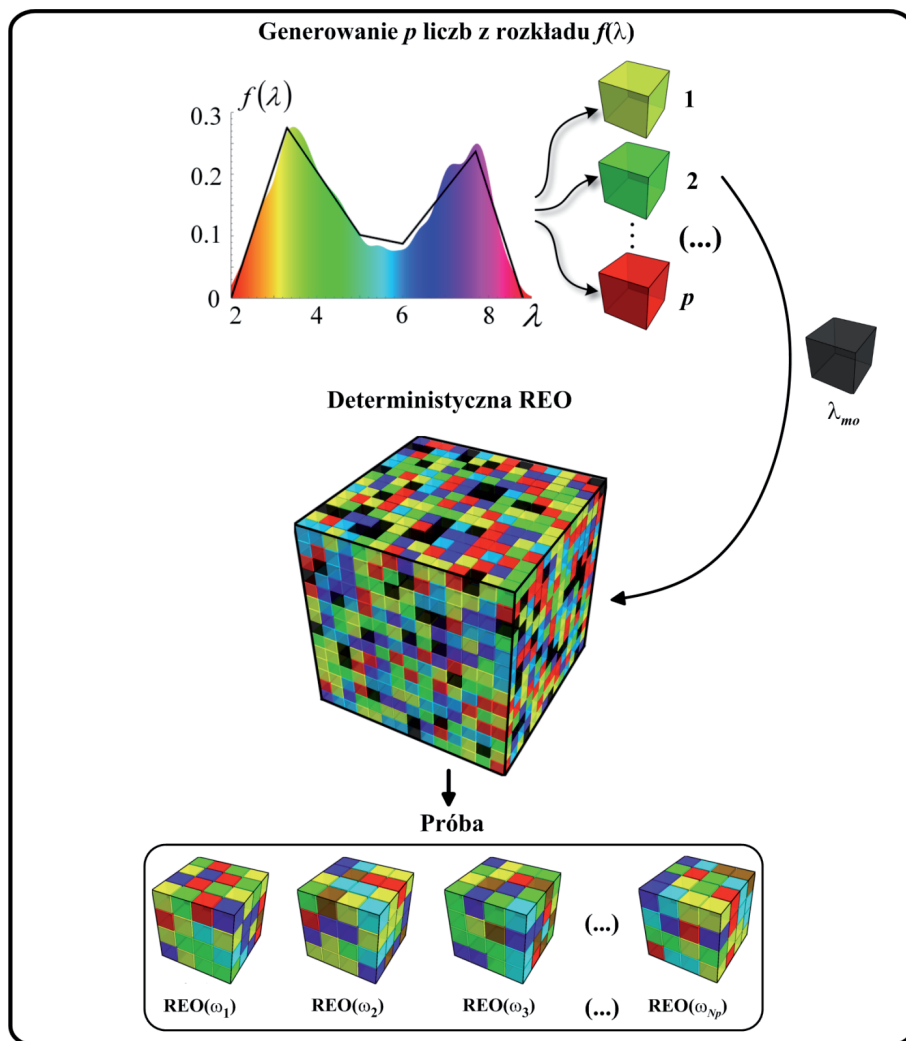 Generowanie p liczb z rozkładu f(λ)
f(λ)
0.3
0.2
0.1
0
2 4 6 8 λ
1
2
(...)
p
λmo
Deterministyczna REO
Próba
(...)
REO(ω1) REO(ω2) REO(ω3) (...) REO(ωNp)